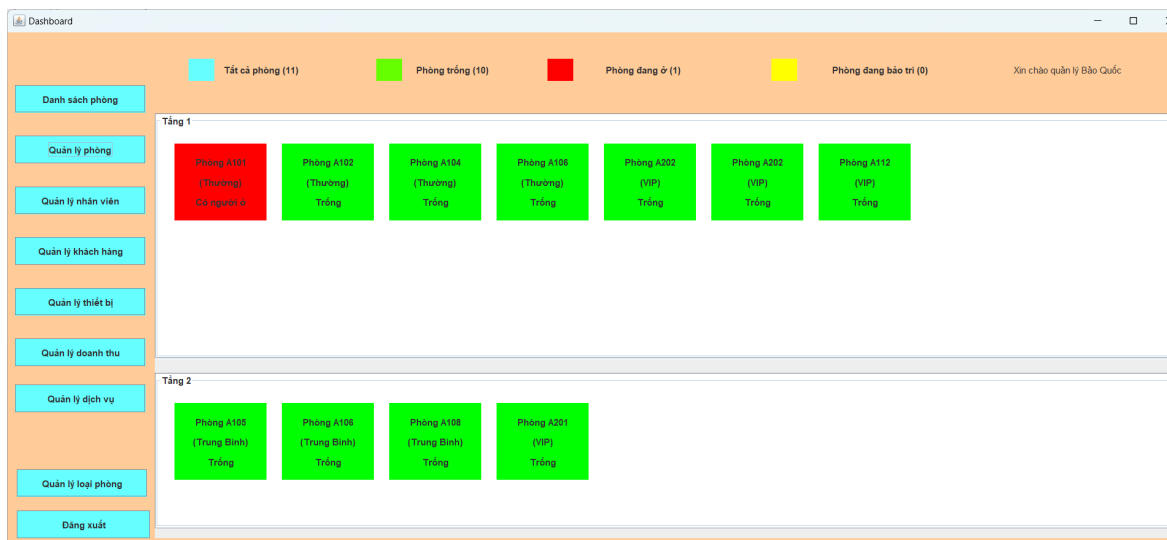 Dashboard
Tất cả phòng (11)
Phòng trống (10)
Phòng đang ở (1)
Phòng đang bảo trì (0)
Xin chào quản lý Bảo Quốc
Danh sách phòng
Quản lý phòng
Quản lý nhân viên
Quản lý khách hàng
Quản lý thiết bị
Quản lý doanh thu
Quản lý dịch vụ
Quản lý loại phòng
Đăng xuất
Tầng 1
Phòng A101
(Thường)
Có người ở
Phòng A102
(Thường)
Trống
Phòng A104
(Thường)
Trống
Phòng A106
(Thường)
Trống
Phòng A202
(VIP)
Trống
Phòng A202
(VIP)
Trống
Phòng A112
(VIP)
Trống
Tầng 2
Phòng A105
(Trung Bình)
Trống
Phòng A106
(Trung Bình)
Trống
Phòng A108
(Trung Bình)
Trống
Phòng A201
(VIP)
Trống